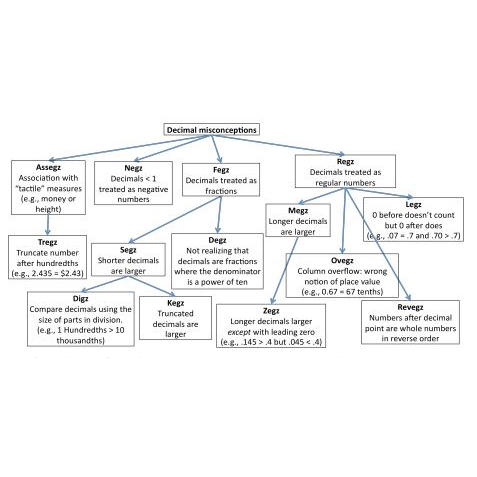 Decimal misconceptions
Assegz
Association with
"tactile" measures
(e.g., money or
height)
Negz
Decimals < 1
treated as negative
numbers
Fegz
Decimals treated as
fractions
Regz
Decimals treated as
regular numbers
Megz
Longer decimals
are larger
Legz
0 before doesn't count
but 0 after does
(e.g., .07 = .7 and .70 > .7)
Tregz
Truncate number
after hundredths
(e.g., 2.435 = $2.43)
Segz
Shorter decimals
are larger
Degz
Not realizing that
decimals are fractions
where the denominator
is a power of ten
Ovegz
Column overflow: wrong
notion of place value
(e.g., 0.67 = 67 tenths)
Digz
Compare decimals using the
size of parts in division.
(e.g., 1 Hundredths > 10
thousandths)
Kegz
Truncated
decimals are
larger
Zegz
Longer decimals larger
except with leading zero
(e.g., .145 > .4 but .045 < .4)
Revegz
Numbers after decimal
point are whole numbers
in reverse order